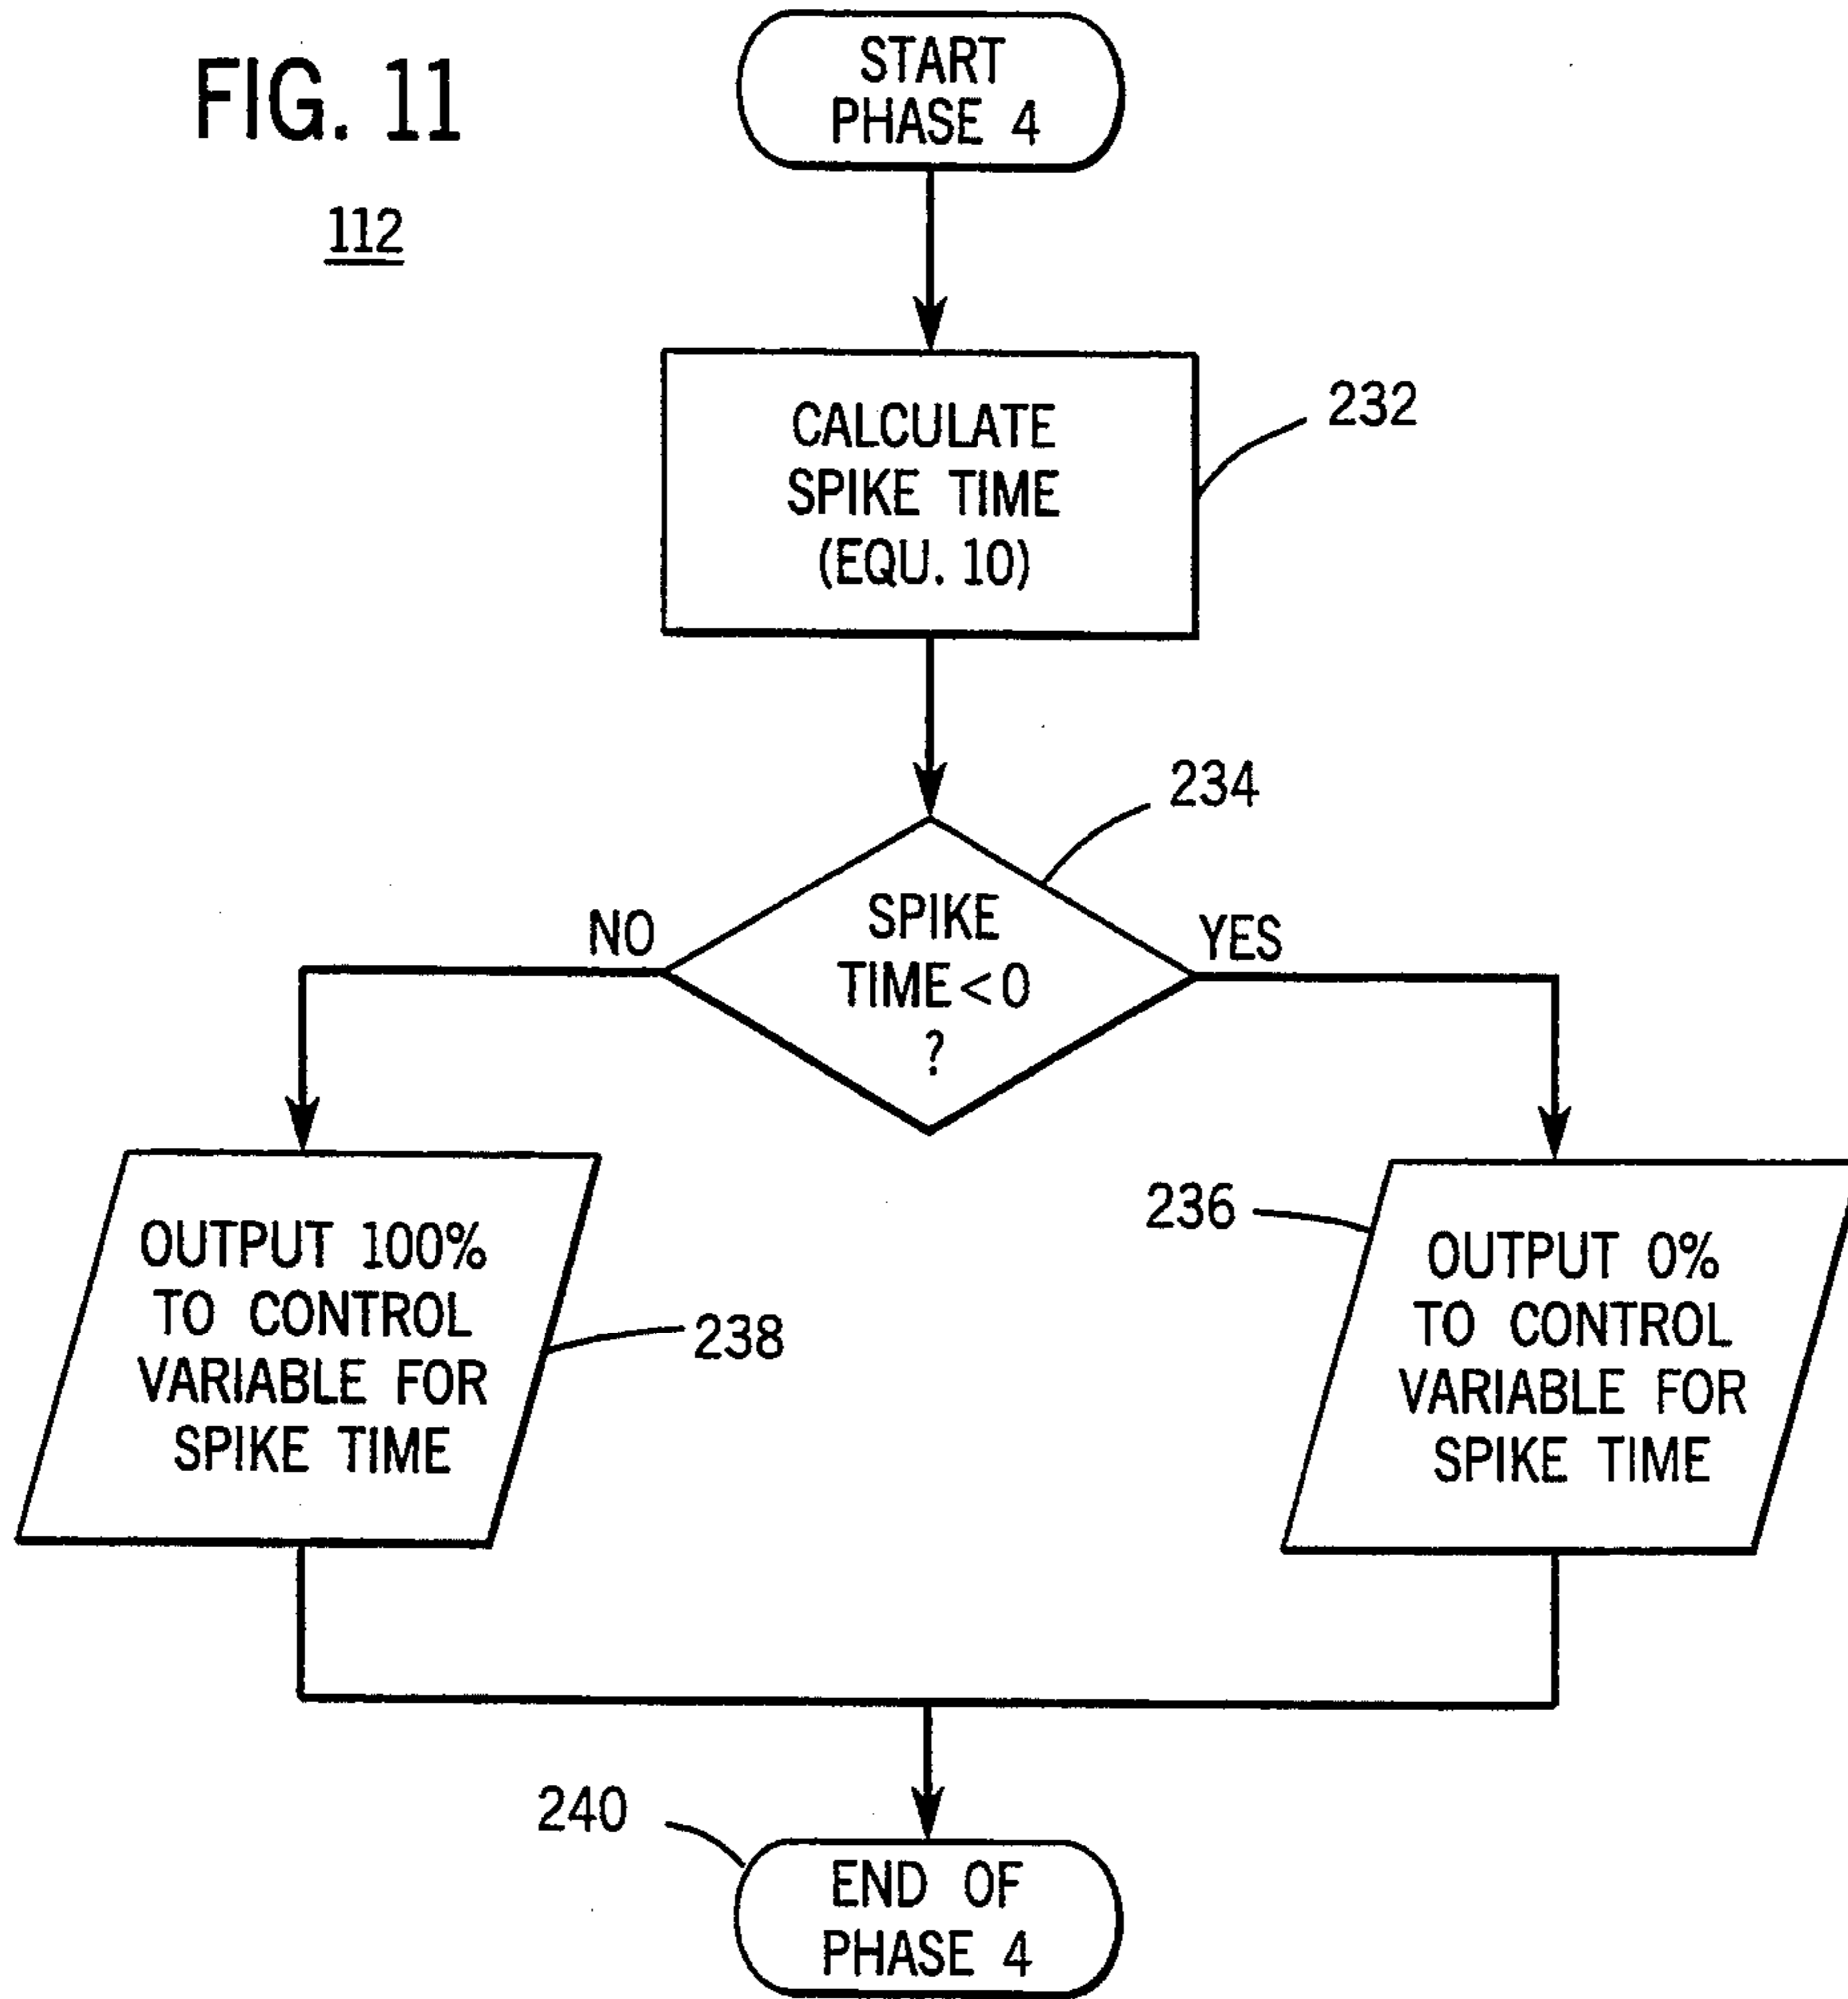 FIG. 11
112
START
PHASE 4
CALCULATE
SPIKE TIME
(EQU. 10)
232
234
SPIKE
TIME < 0
?
NO
YES
OUTPUT 100%
TO CONTROL
VARIABLE FOR
SPIKE TIME
238
236
OUTPUT 0%
TO CONTROL
VARIABLE FOR
SPIKE TIME
240
END OF
PHASE 4